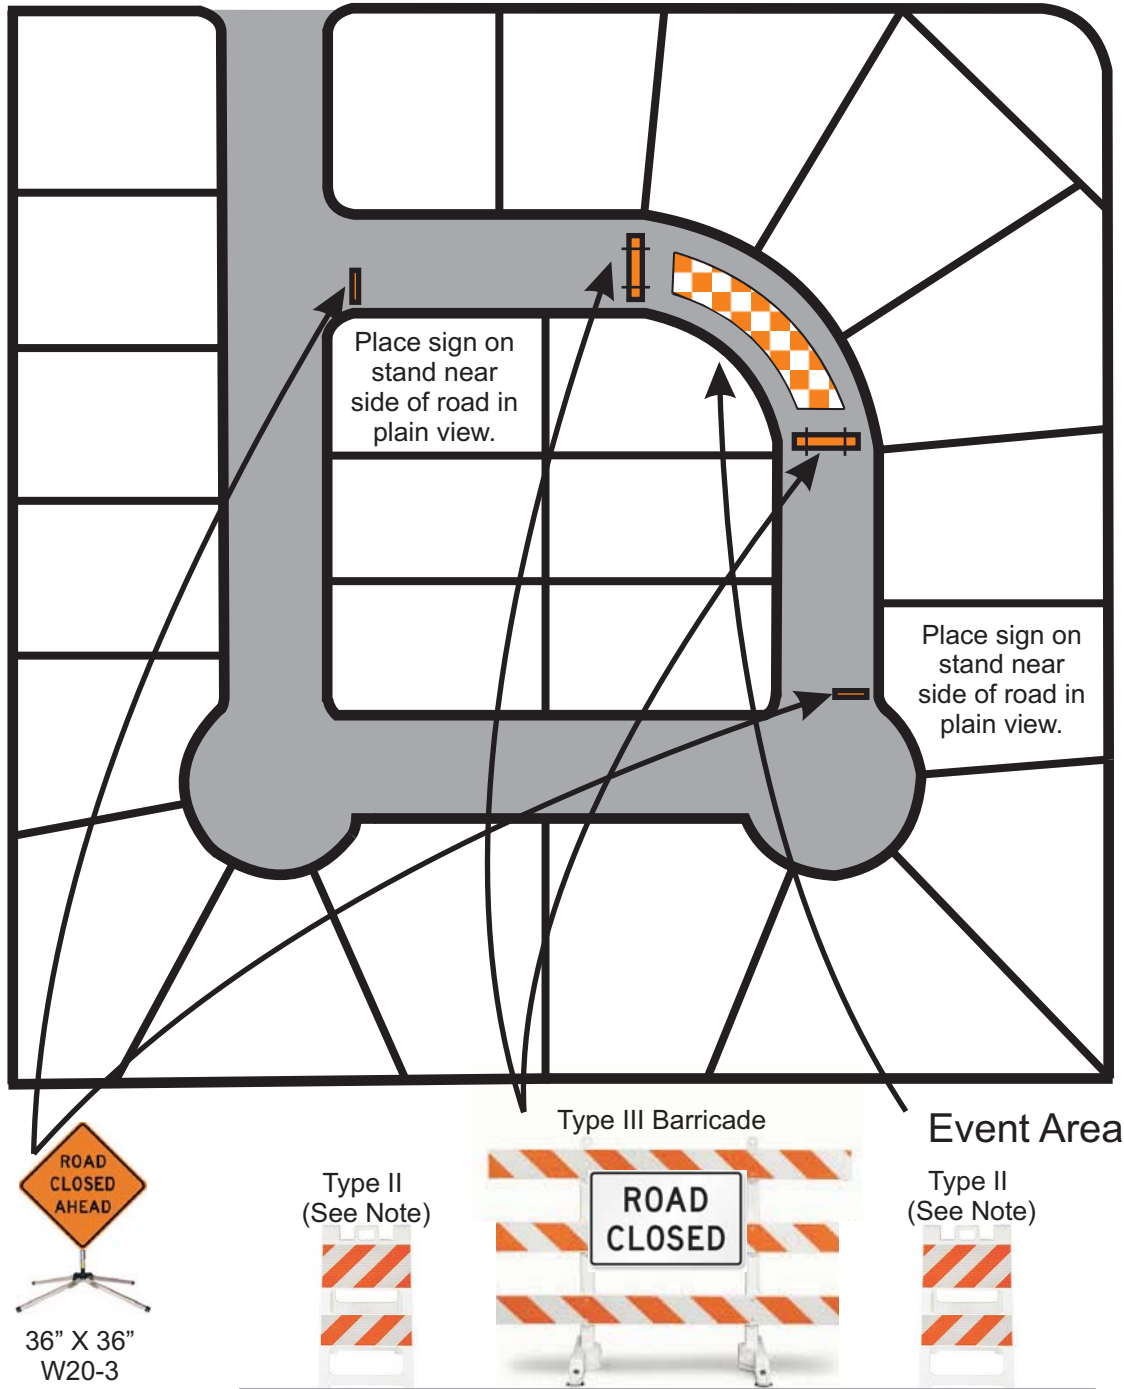 Place sign on
stand near
side of road in
plain view.
Place sign on
stand near
side of road in
plain view.
Type III Barricade
Event Area
ROAD
CLOSED
AHEAD
Type II
(See Note)
ROAD
CLOSED
Type II
(See Note)
36” X 36”
W20-3